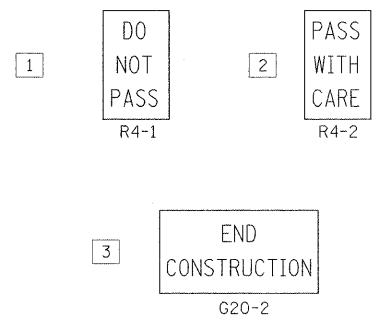 1
DO
NOT
PASS
R4-1
2
PASS
WITH
CARE
R4-2
3
END
CONSTRUCTION
G20-2